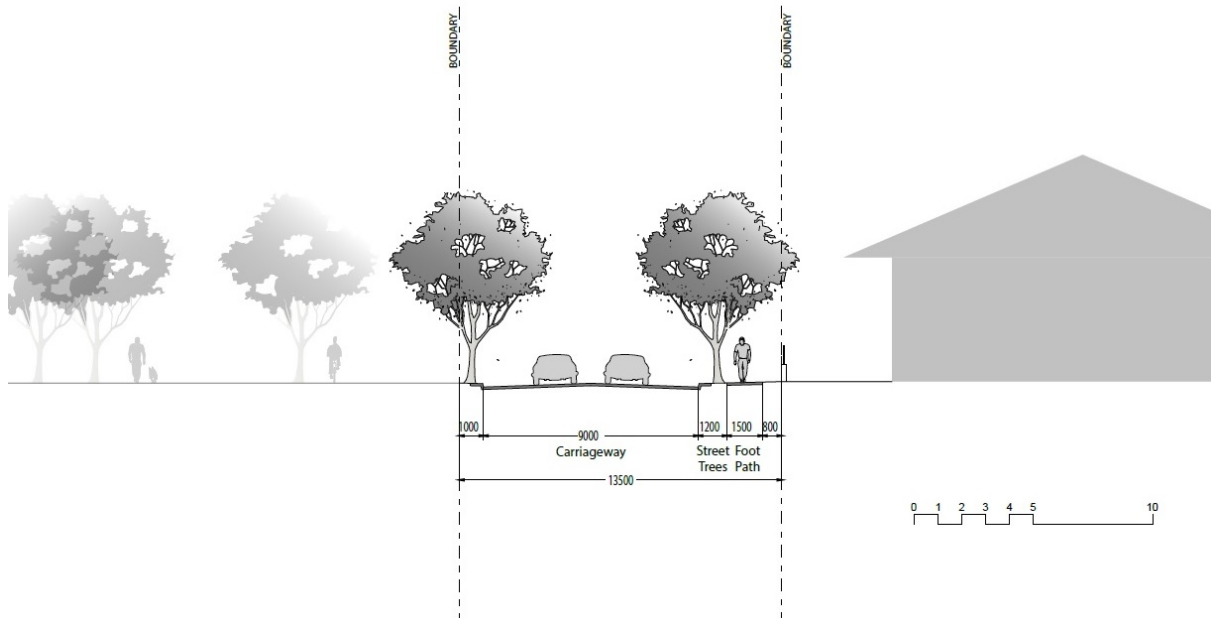 BOUNDARY
BOUNDARY
1000
9000
1200
1500
800
Carriageway
Street Foot
Trees Path
13500
0 1 2 3 4 5 10